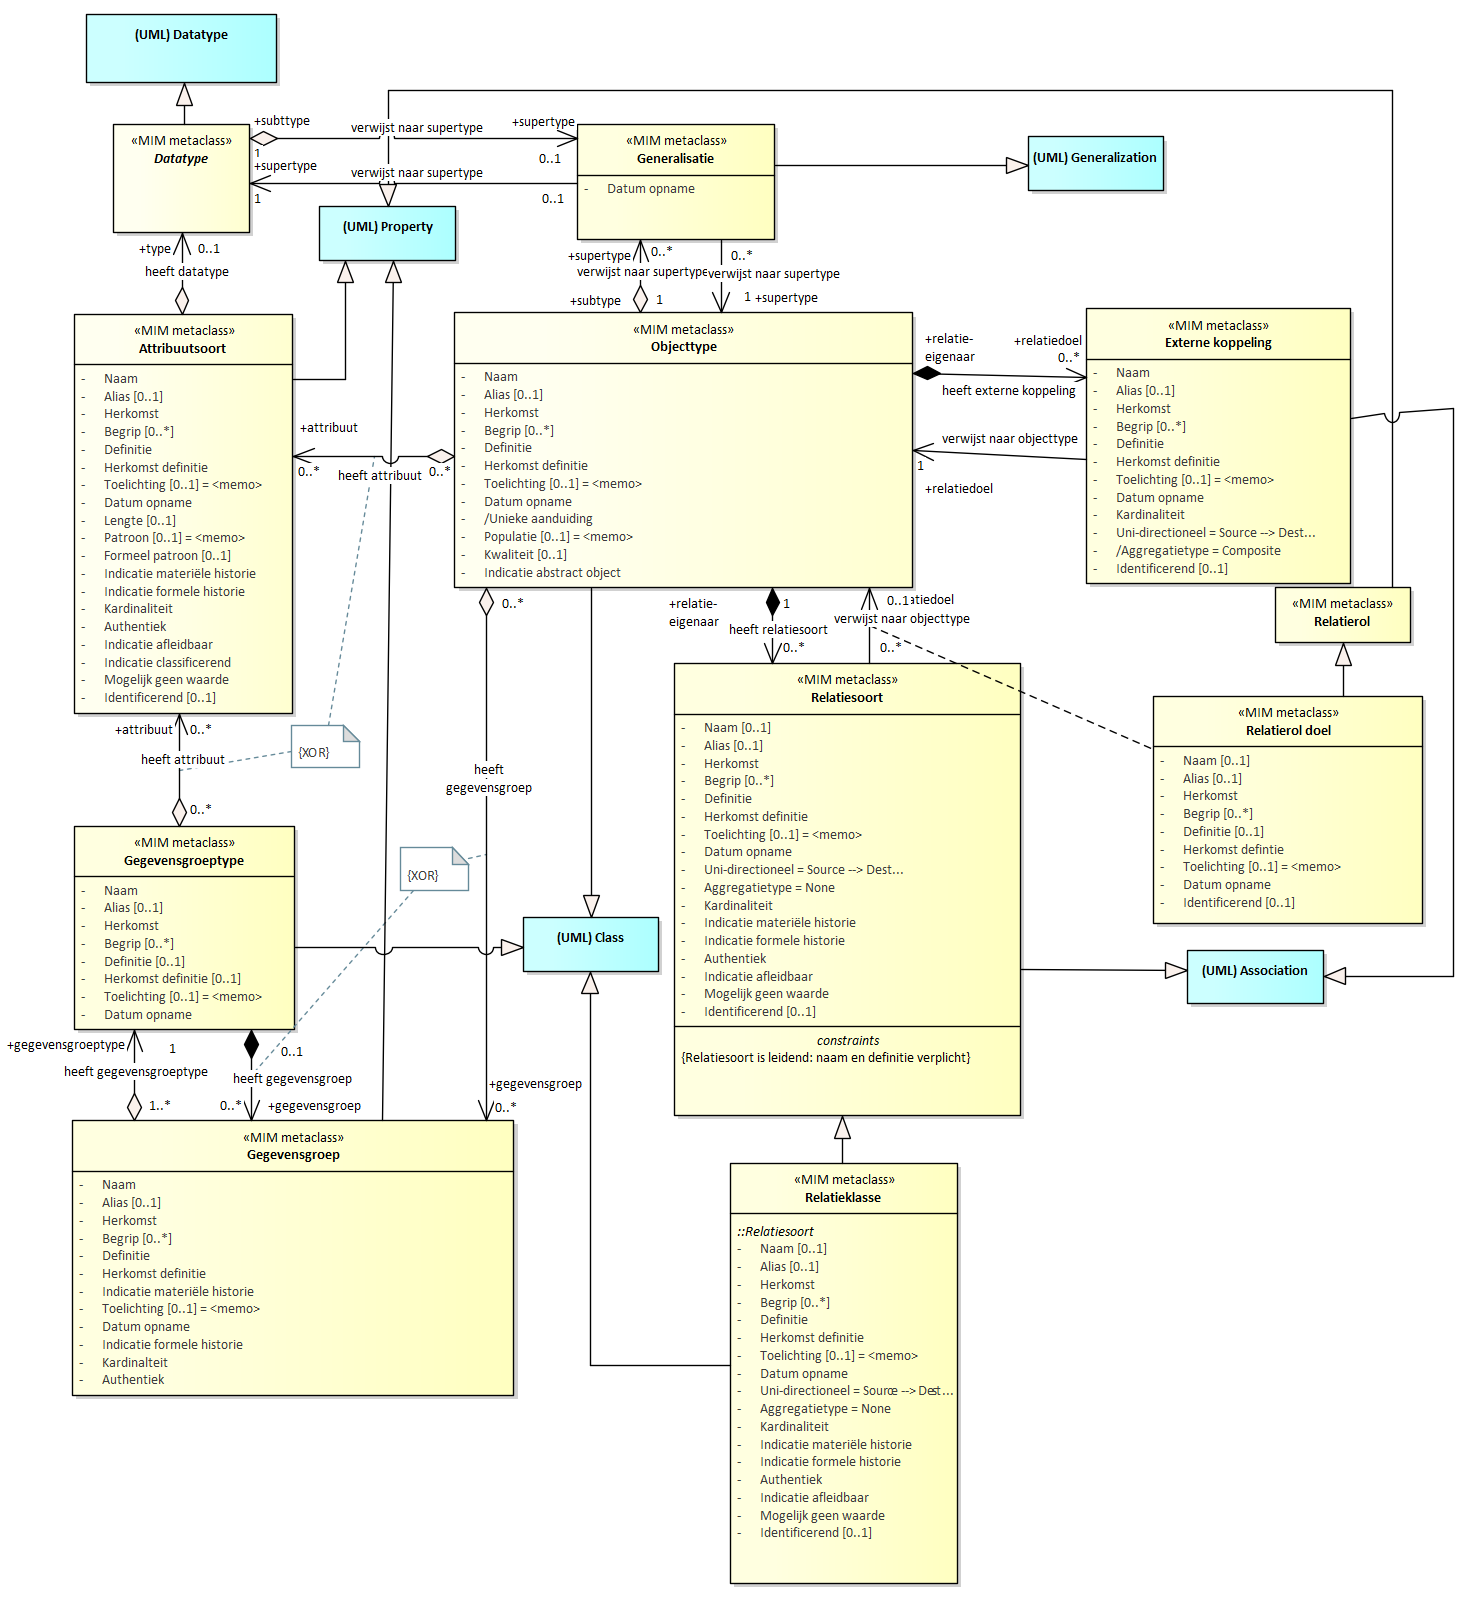 (UML) Datatype
«MIM metaclass»
Datatype
+subttype
1
verwijst naar supertype
+supertype
0..1
+supertype
1
verwijst naar supertype
0..1
«MIM metaclass»
Generalisatie
- Datum opname
(UML) Generalization
(UML) Property
+type
0..1
heeft datatype
+supertype
0..*
verwijst naar supertype
+subtype
1
0..*
verwijst naar supertype
1
+supertype
«MIM metaclass»
Attribuutsoort
- Naam
- Alias [0..1]
- Herkomst
- Begrip [0..*]
- Definitie
- Herkomst definitie
- Toelichting [0..1] = <memo>
- Datum opname
- Lengte [0..1]
- Patroon [0..1] = <memo>
- Formeel patroon [0..1]
- Indicatie materiële historie
- Indicatie formele historie
- Kardinaliteit
- Authentiek
- Indicatie afleidbaar
- Indicatie classificerend
- Mogelijk geen waarde
- Identificerend [0..1]
+attribuut
0..*
heeft attribuut
0..*
«MIM metaclass»
Objecttype
- Naam
- Alias [0..1]
- Herkomst
- Begrip [0..*]
- Definitie
- Herkomst definitie
- Toelichting [0..1] = <memo>
- Datum opname
- /Unieke aanduiding
- Populatie [0..1] = <memo>
- Kwaliteit [0..1]
- Indicatie abstract object
+relatie-
eigenaar
+relatiedoel
0..*
heeft externe koppeling
verwijst naar objecttype
1
+relatiedoel
«MIM metaclass»
Externe koppeling
- Naam
- Alias [0..1]
- Herkomst
- Begrip [0..*]
- Definitie
- Herkomst definitie
- Toelichting [0..1] = <memo>
- Datum opname
- Kardinaliteit
- Uni-directioneel = Source --> Dest...
- /Aggregatietype = Composite
- Identificerend [0..1]
«MIM metaclass»
Relatierol
0..*
+relatie-
eigenaar
1
heeft relatiesoort
0..*
0..1
atiedoel
verwijst naar objecttype
0..*
«MIM metaclass»
Relatiesoort
- Naam [0..1]
- Alias [0..1]
- Herkomst
- Begrip [0..*]
- Definitie
- Herkomst definitie
- Toelichting [0..1] = <memo>
- Datum opname
- Uni-directioneel = Source --> Dest...
- Aggregatietype = None
- Kardinaliteit
- Indicatie materiële historie
- Indicatie formele historie
- Authentiek
- Indicatie afleidbaar
- Mogelijk geen waarde
- Identificerend [0..1]
constraints
{Relatiesoort is leidend: naam en definitie verplicht}
«MIM metaclass»
Relatierol doel
- Naam [0..1]
- Alias [0..1]
- Herkomst
- Begrip [0..*]
- Definitie [0..1]
- Herkomst defintie
- Toelichting [0..1] = <memo>
- Datum opname
- Identificerend [0..1]
(UML) Association
+attribuut
0..*
heeft attribuut
0..*
{XOR}
heeft
gegevensgroep
{XOR}
«MIM metaclass»
Gegevensgroeptype
- Naam
- Alias [0..1]
- Herkomst
- Begrip [0..*]
- Definitie [0..1]
- Herkomst definitie [0..1]
- Toelichting [0..1] = <memo>
- Datum opname
(UML) Class
+gegevensgroeptype
1
heeft gegevensgroeptype
1..*
0..1
heeft gegevensgroep
0..*
+gegevensgroep
+gegevensgroep
0..*
«MIM metaclass»
Gegevensgroep
- Naam
- Alias [0..1]
- Herkomst
- Begrip [0..*]
- Definitie
- Herkomst definitie
- Indicatie materiële historie
- Toelichting [0..1] = <memo>
- Datum opname
- Indicatie formele historie
- Kardinalteit
- Authentiek
«MIM metaclass»
Relatieklasse
::Relatiesoort
- Naam [0..1]
- Alias [0..1]
- Herkomst
- Begrip [0..*]
- Definitie
- Herkomst definitie
- Toelichting [0..1] = <memo>
- Datum opname
- Uni-directioneel = Source --> Dest...
- Aggregatietype = None
- Kardinaliteit
- Indicatie materiële historie
- Indicatie formele historie
- Authentiek
- Indicatie afleidbaar
- Mogelijk geen waarde
- Identificerend [0..1]